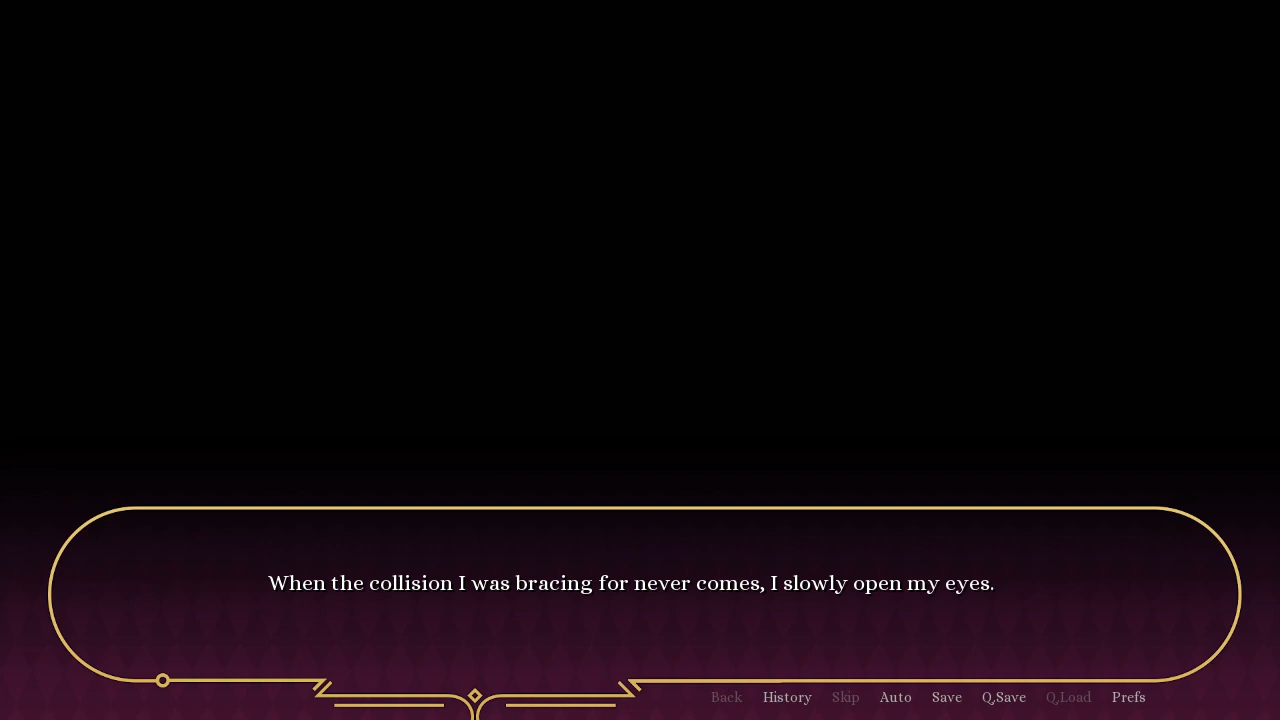 When the collision I was bracing for never comes, I slowly open my eyes.
Back History Skip Auto Save Q.Save Q.Load Prefs